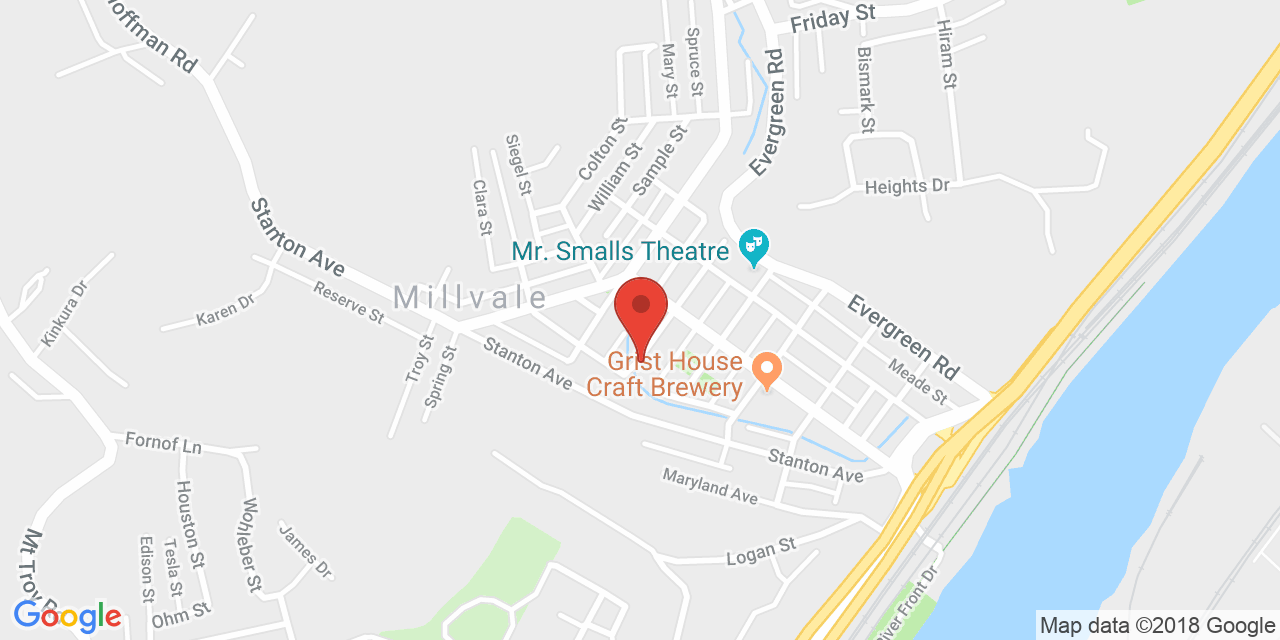 Hoffman Rd
Friday St
Spruce St
Mary St
Hiram St
Bismark St
Evergreen Rd
Colton St
Siegel St
William St
Sample St
Clara St
Heights Dr
Stanton Ave
Mr. Smalls Theatre
Kinkura Dr
Karen Dr
Reserve St
Millvale
Evergreen Rd
Troy St
Spring St
Stanton Ave
Grist House
Craft Brewery
Meade St
Fornof Ln
Stanton Ave
Maryland Ave
Houston St
Wohleber St
Mt Troy Rd
Edison St
Tesla St
James Dr
Logan St
Ohm St
River Front Dr
Google
Map data ©2018 Google